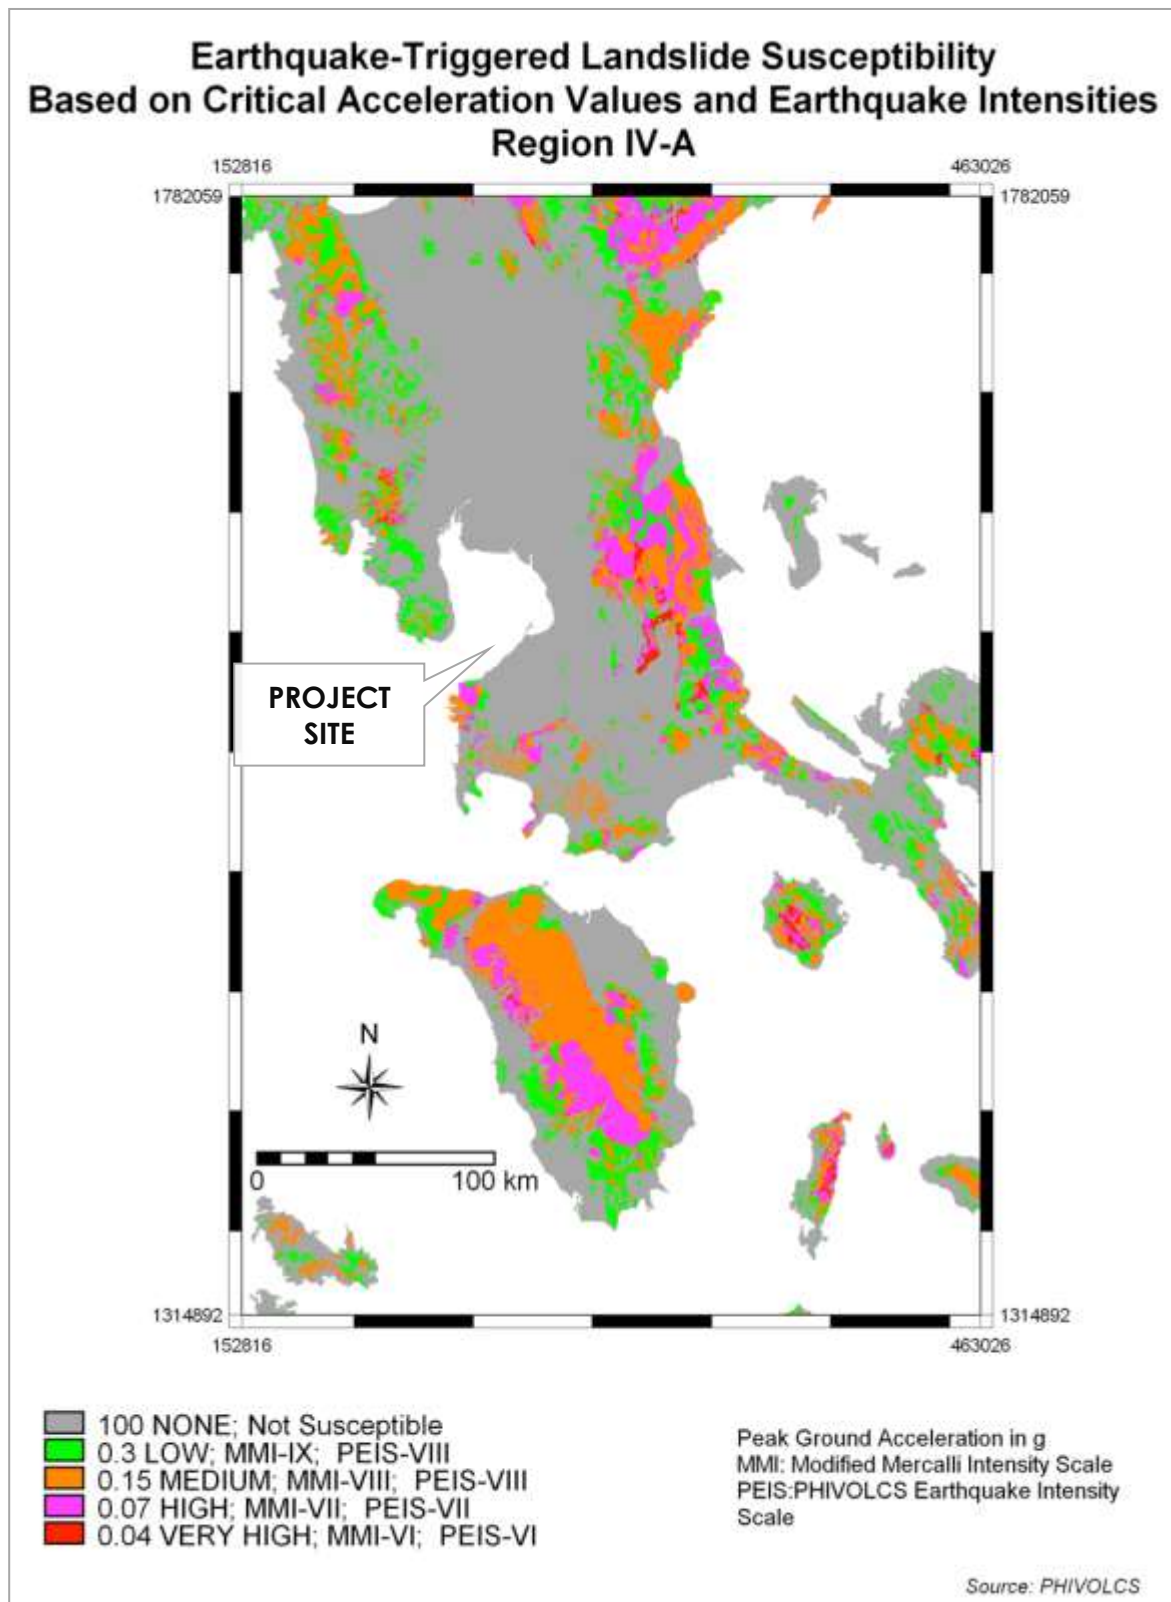 Earthquake-Triggered Landslide Susceptibility
Based on Critical Acceleration Values and Earthquake Intensities
Region IV-A
152816
463026
1782059
1782059
PROJECT
SITE
N
0
100 km
1314892
1314892
152816
463026
100 NONE; Not Susceptible
0.3 LOW; MMI-IX; PEIS-VIII
0.15 MEDIUM; MMI-VIII; PEIS-VIII
0.07 HIGH; MMI-VII; PEIS-VII
0.04 VERY HIGH; MMI-VI; PEIS-VI
Peak Ground Acceleration in g
MMI: Modified Mercalli Intensity Scale
PEIS:PHIVOLCS Earthquake Intensity
Scale
Source: PHIVOLCS